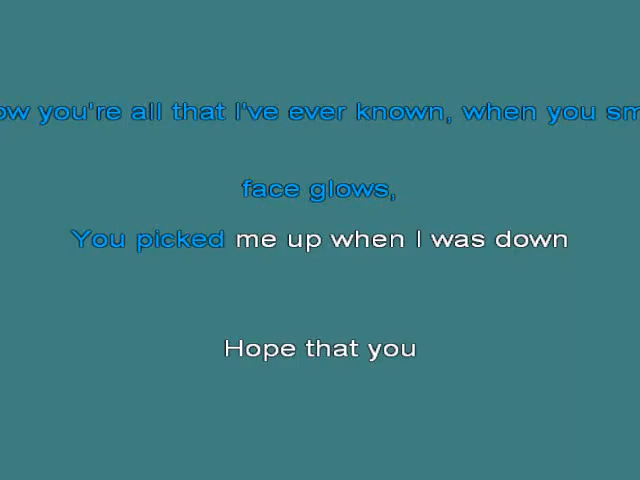 ow you're all that I've ever known, when you sm
face glows,
You picked me up when I was down
Hope that you